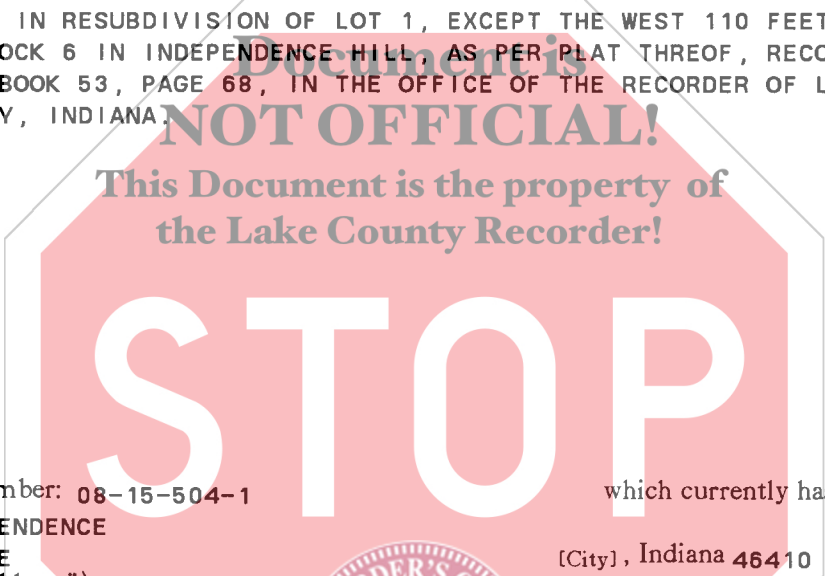 IN RESUBDIVISION OF LOT 1, EXCEPT THE WEST 110 FEET
OCK 6 IN INDEPENDENCE HILL, AS PER PLAT THREOF, RECO
BOOK 53, PAGE 68, IN THE OFFICE OF THE RECORDER OF L
Y, INDIANA.
Document is
NOT OFFICIAL!
This Document is the property of
the Lake County Recorder!
STOP
mber: 08-15-504-1 which currently ha
ENDENCE
E [City], Indiana 46410
DER'S